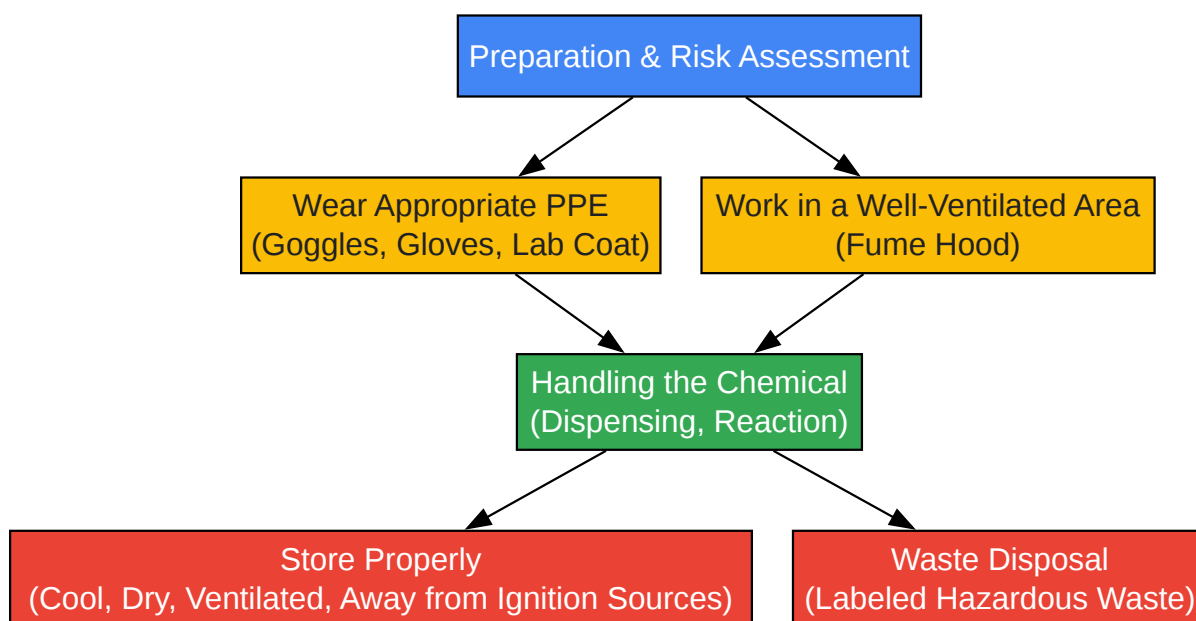 Preparation & Risk Assessment
Wear Appropriate PPE
(Goggles, Gloves, Lab Coat)
Work in a Well-Ventilated Area
(Fume Hood)
Handling the Chemical
(Dispensing, Reaction)
Store Properly
(Cool, Dry, Ventilated, Away from Ignition Sources)
Waste Disposal
(Labeled Hazardous Waste)